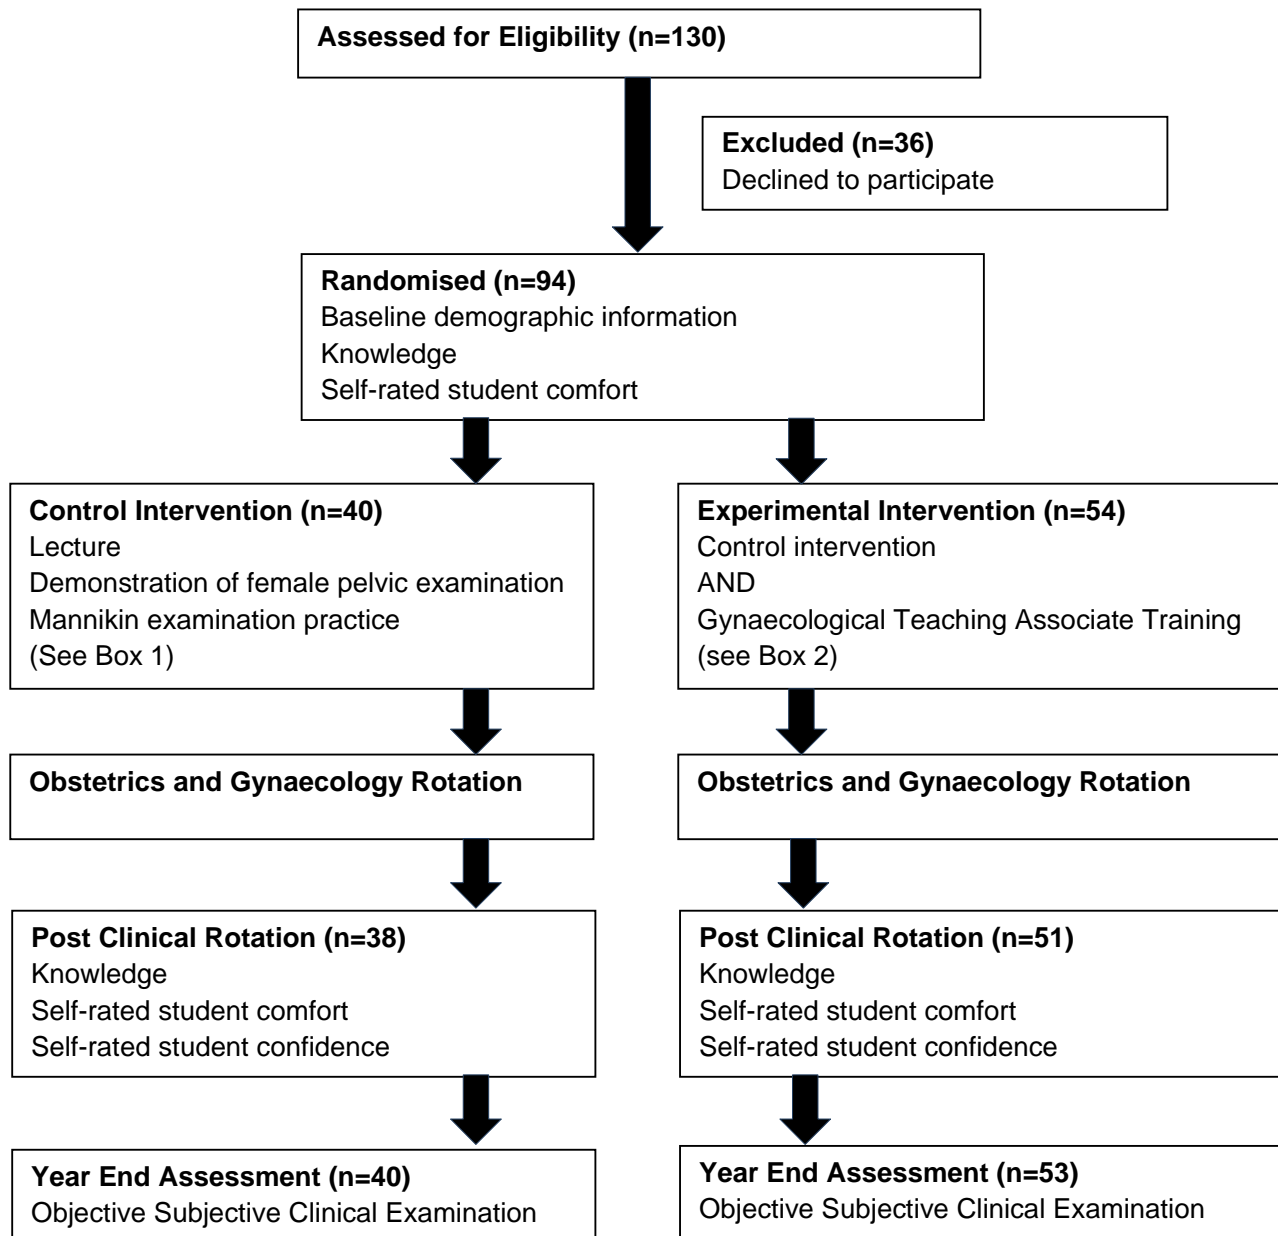 Assessed for Eligibility (n=130)
Excluded (n=36)
Declined to participate
Randomised (n=94)
Baseline demographic information
Knowledge
Self-rated student comfort
Control Intervention (n=40)
Lecture
Demonstration of female pelvic examination
Mannikin examination practice
(See Box 1)
Experimental Intervention (n=54)
Control intervention
AND
Gynaecological Teaching Associate Training
(see Box 2)
Obstetrics and Gynaecology Rotation
Obstetrics and Gynaecology Rotation
Post Clinical Rotation (n=38)
Knowledge
Self-rated student comfort
Self-rated student confidence
Post Clinical Rotation (n=51)
Knowledge
Self-rated student comfort
Self-rated student confidence
Year End Assessment (n=40)
Objective Subjective Clinical Examination
Year End Assessment (n=53)
Objective Subjective Clinical Examination